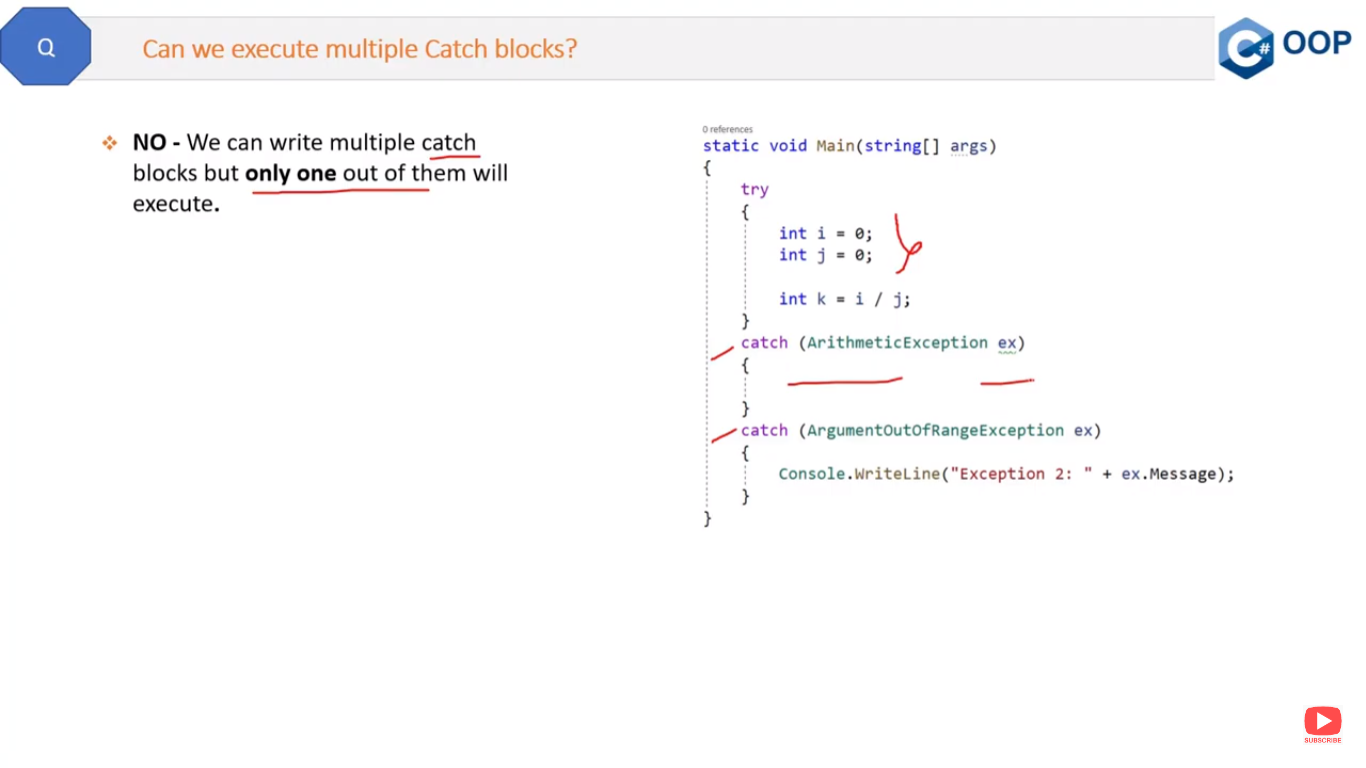 Q
Can we execute multiple Catch blocks?
C# OOP
NO - We can write multiple catch
blocks but only one out of them will
execute.
0 references
static void Main(string[] args)
{
try
{
int i = 0;
int j = 0;
int k = i / j;
}
catch (ArithmeticException ex)
{
}
catch (ArgumentOutOfRangeException ex)
{
Console.WriteLine("Exception 2: " + ex.Message);
}
}
SUBSCRIBE